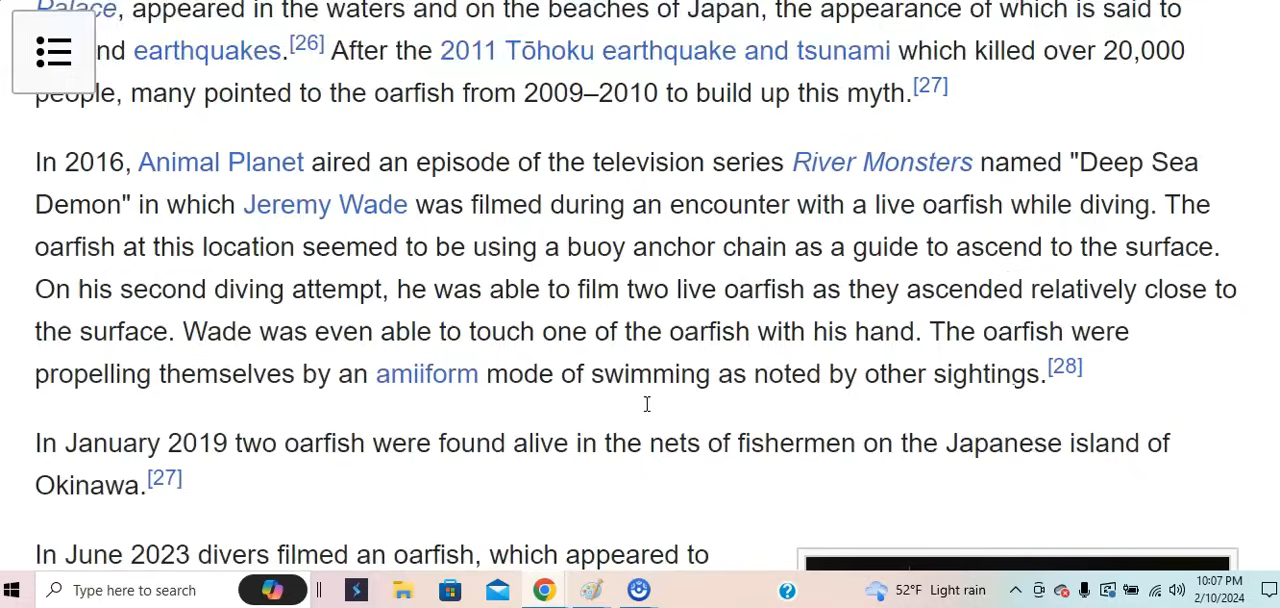 Palace, appeared in the waters and on the beaches of Japan, the appearance of which is said to
nd earthquakes.[26] After the 2011 Tōhoku earthquake and tsunami which killed over 20,000
people, many pointed to the oarfish from 2009–2010 to build up this myth.[27]
In 2016, Animal Planet aired an episode of the television series River Monsters named "Deep Sea
Demon" in which Jeremy Wade was filmed during an encounter with a live oarfish while diving. The
oarfish at this location seemed to be using a buoy anchor chain as a guide to ascend to the surface.
On his second diving attempt, he was able to film two live oarfish as they ascended relatively close to
the surface. Wade was even able to touch one of the oarfish with his hand. The oarfish were
propelling themselves by an amiiform mode of swimming as noted by other sightings.[28]
In January 2019 two oarfish were found alive in the nets of fishermen on the Japanese island of
Okinawa.[27]
In June 2023 divers filmed an oarfish, which appeared to
Type here to search
52°F Light rain
10:07 PM
2/10/2024